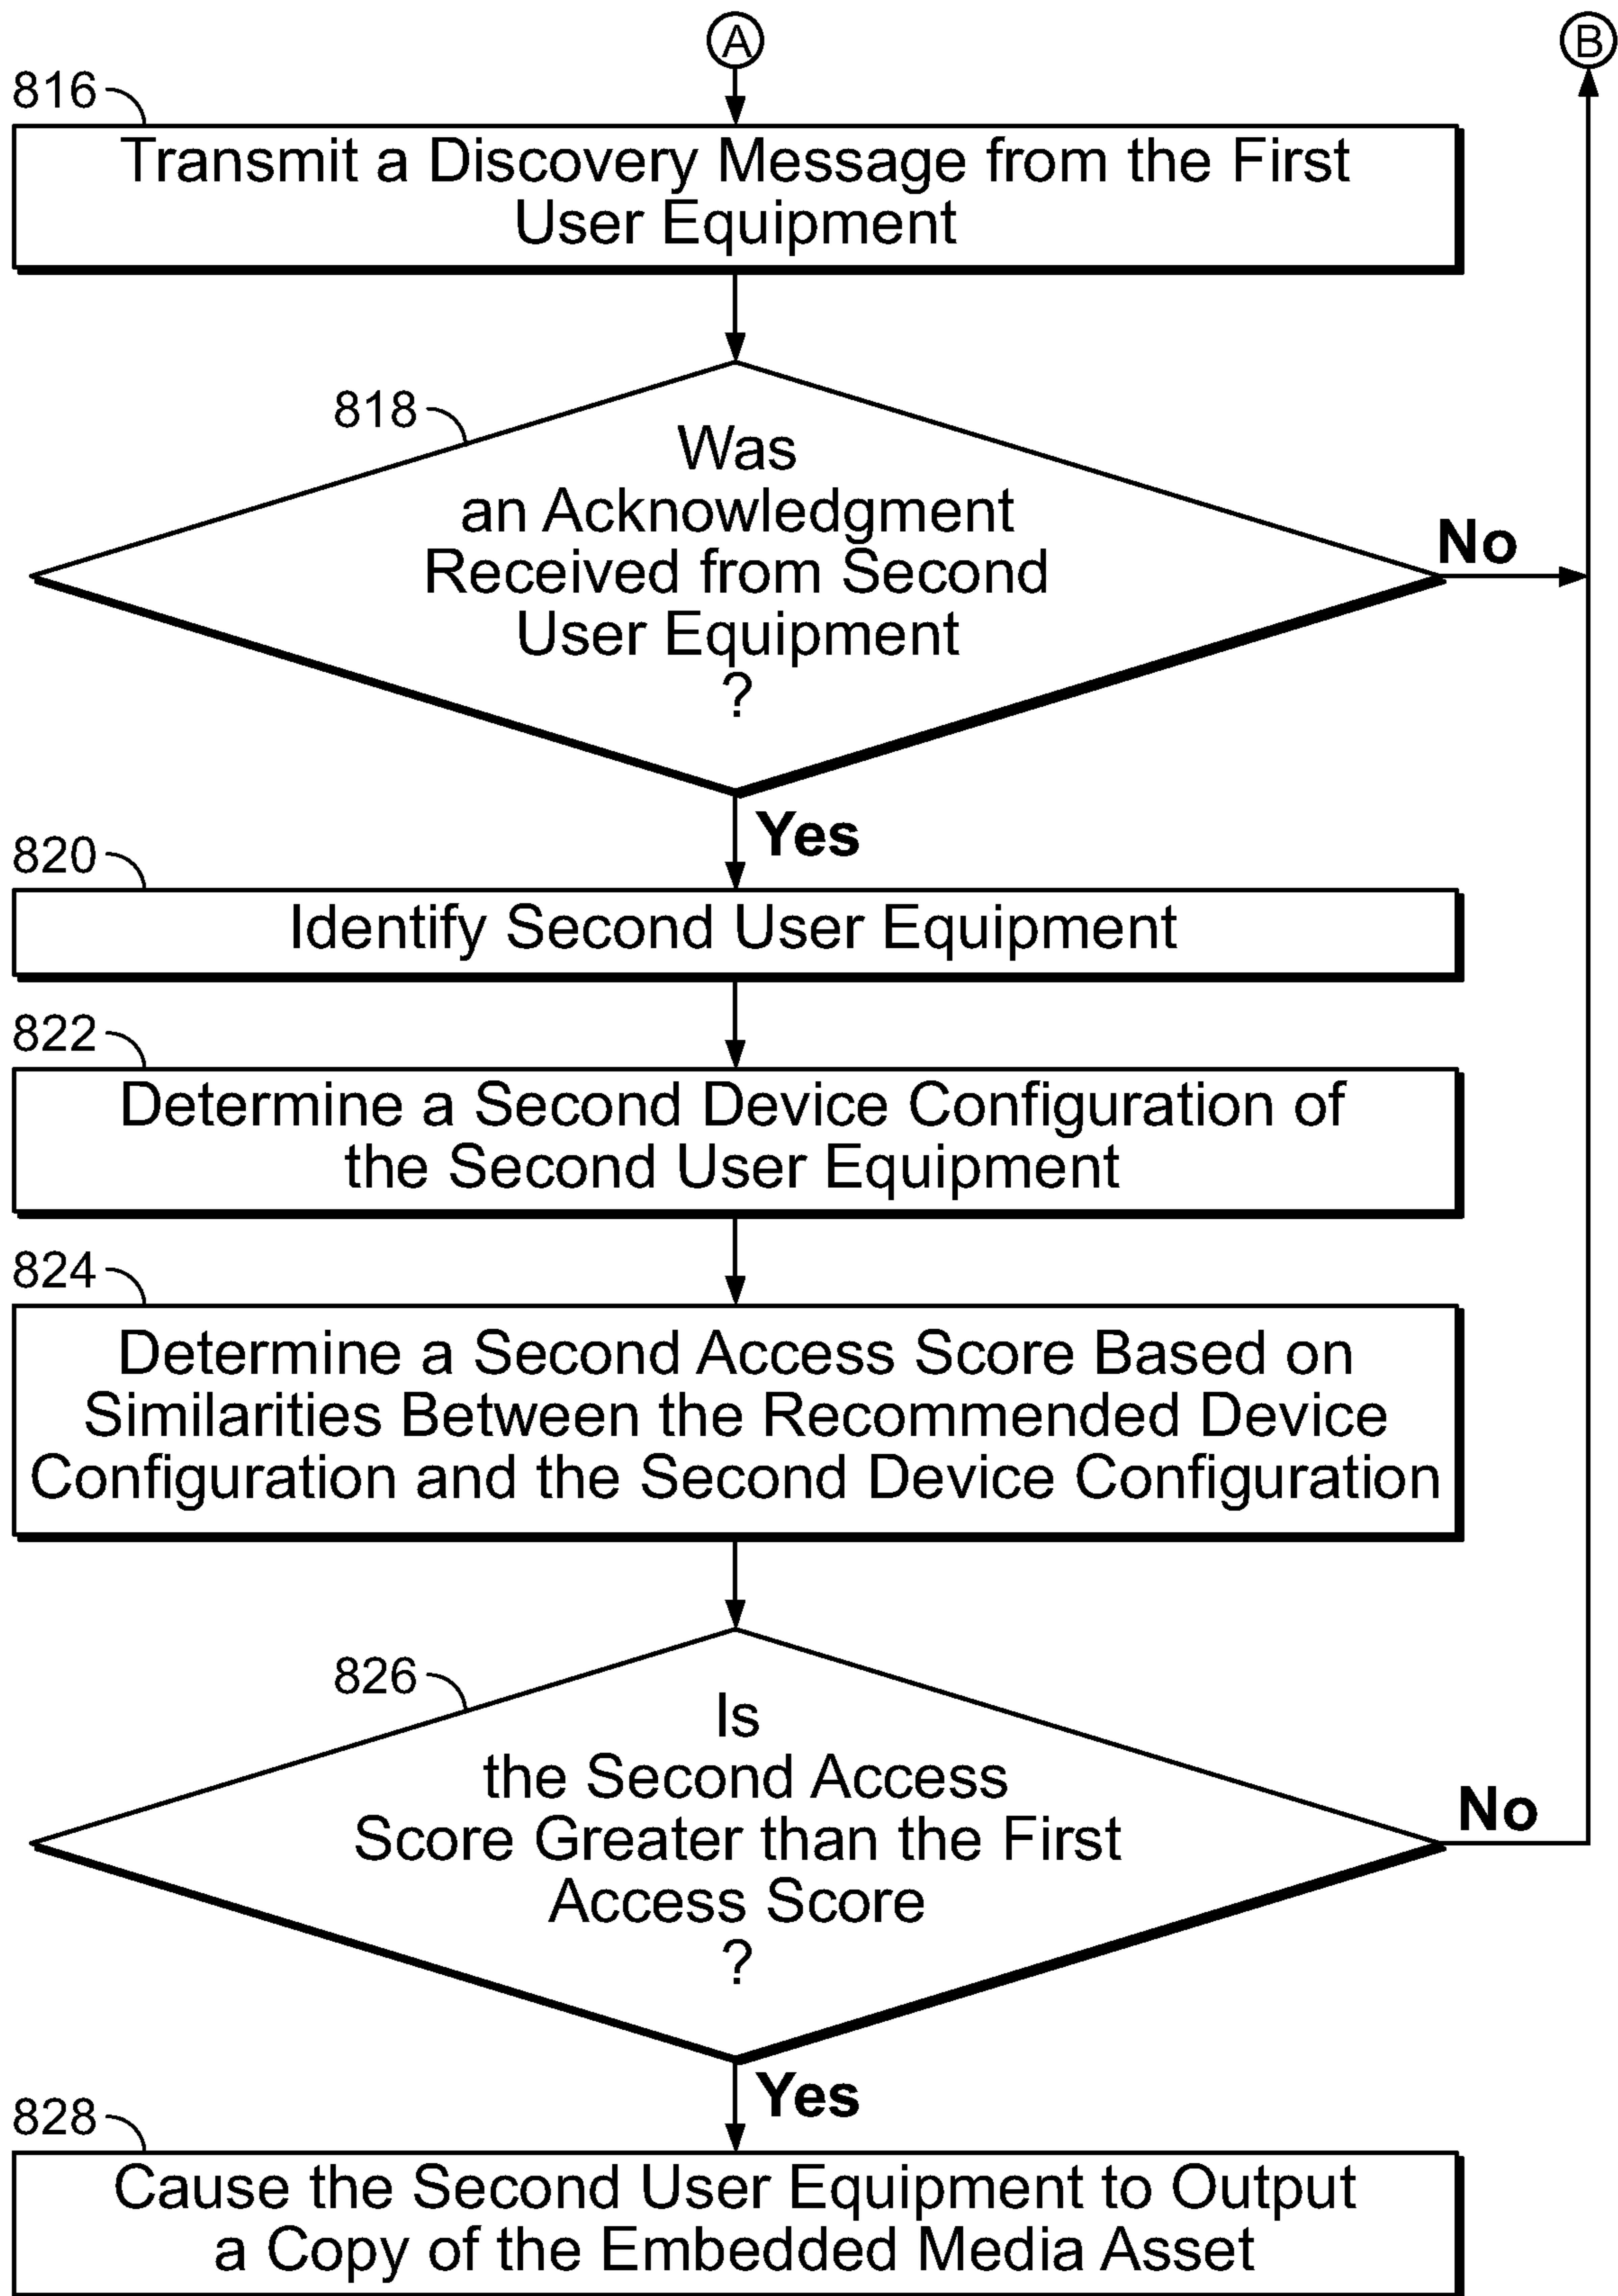 A
B
816
Transmit a Discovery Message from the First
User Equipment
818
Was
an Acknowledgment
Received from Second
User Equipment
?
No
Yes
820
Identify Second User Equipment
822
Determine a Second Device Configuration of
the Second User Equipment
824
Determine a Second Access Score Based on
Similarities Between the Recommended Device
Configuration and the Second Device Configuration
826
Is
the Second Access
Score Greater than the First
Access Score
?
No
Yes
828
Cause the Second User Equipment to Output
a Copy of the Embedded Media Asset